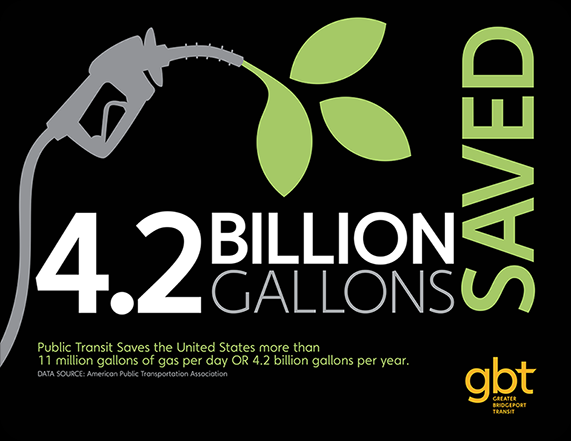 4.2 BILLION
GALLONS
SAVED
Public Transit Saves the United States more than
11 million gallons of gas per day OR 4.2 billion gallons per year.
DATA SOURCE: American Public Transportation Association
gbt
GREATER
BRIDGEPORT
TRANSIT